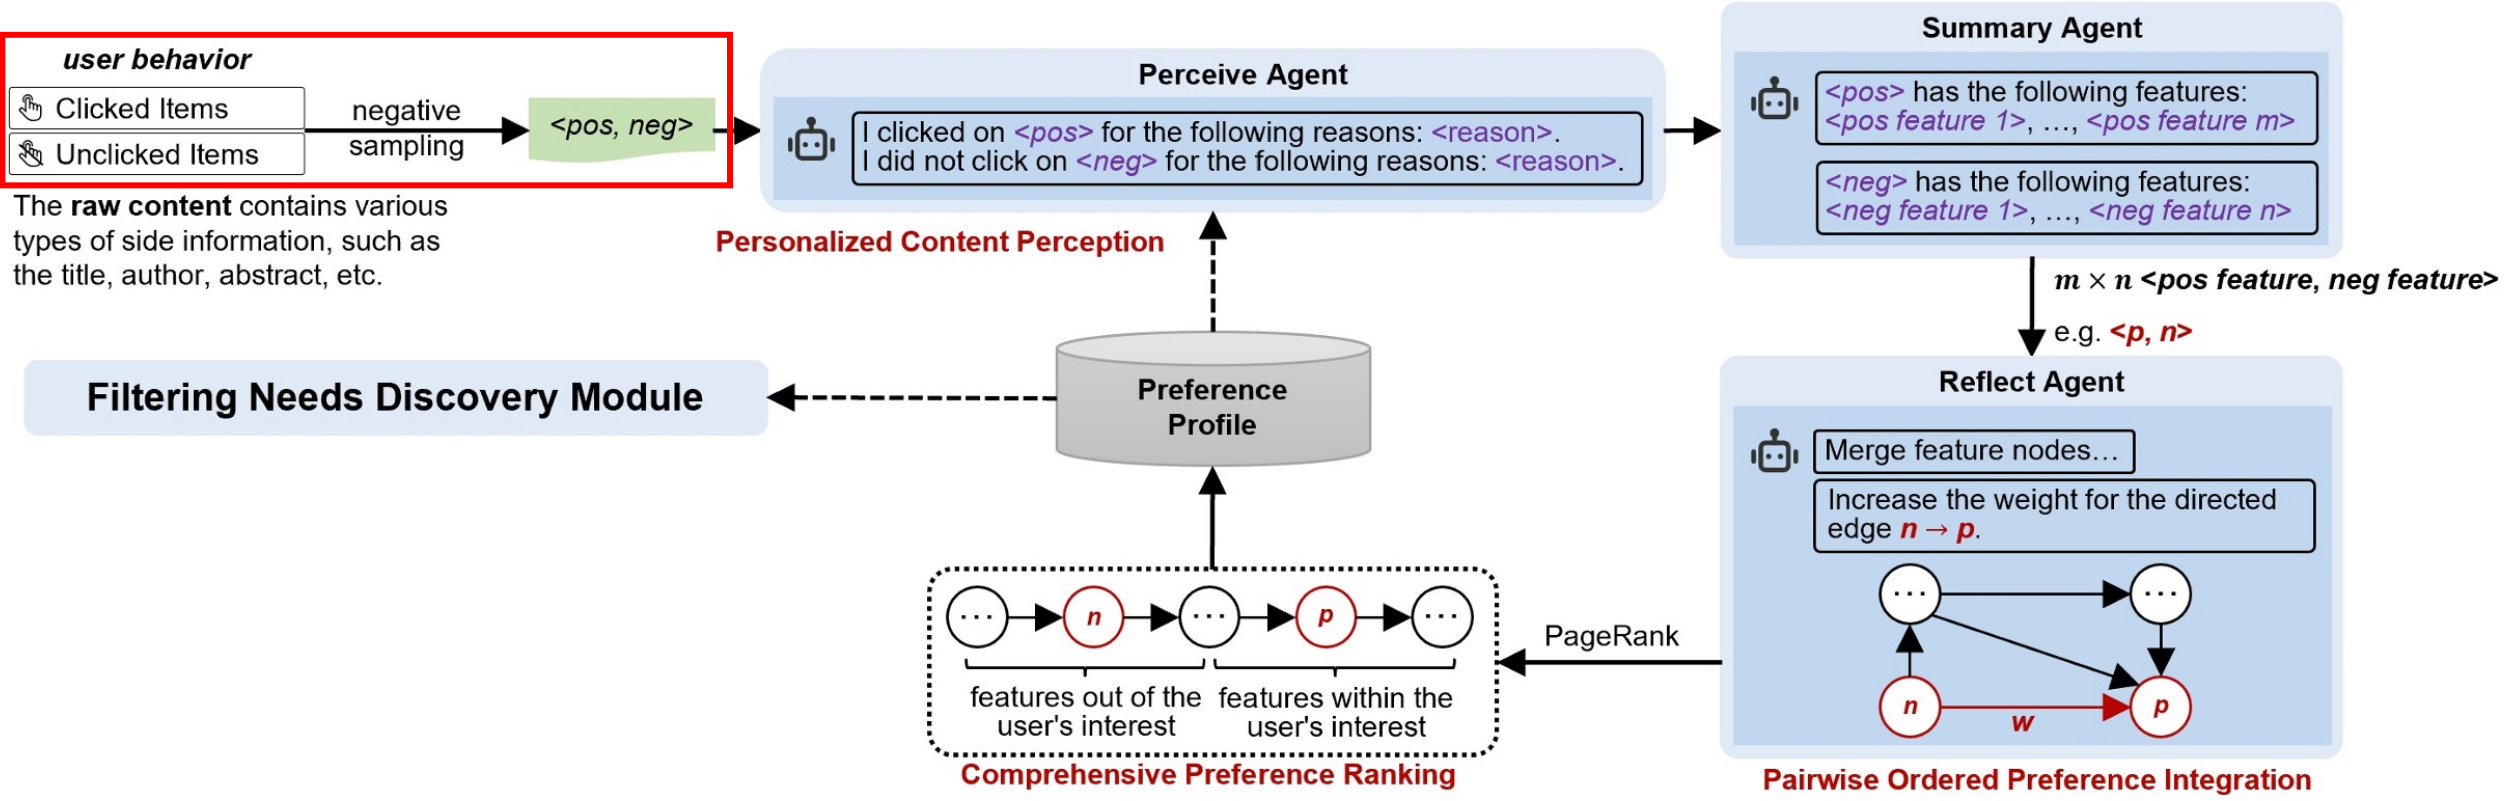 user behavior
Clicked Items
Unclicked Items
negative
sampling
<pos, neg>
The raw content contains various
types of side information, such as
the title, author, abstract, etc.
Perceive Agent
I clicked on <pos> for the following reasons: <reason>.
I did not click on <neg> for the following reasons: <reason>.
Personalized Content Perception
Summary Agent
<pos> has the following features:
<pos feature 1>, …, <pos feature m>
<neg> has the following features:
<neg feature 1>, …, <neg feature n>
m × n <pos feature, neg feature>
e.g. <p, n>
Reflect Agent
Merge feature nodes…
Increase the weight for the directed
edge n → p.
… …
n w p
Pairwise Ordered Preference Integration
PageRank
… n … p …
features out of the
user's interest
features within the
user's interest
Comprehensive Preference Ranking
Preference
Profile
Filtering Needs Discovery Module